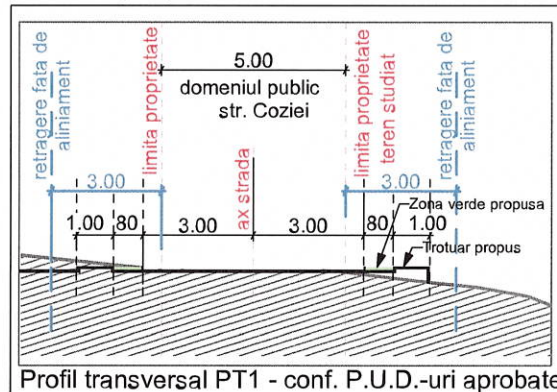 retragere fata de
aliniament
limita proprietate
5.00
domeniul public
str. Coziei
ax strada
limita proprietate
teren studiat
retragere fata de
aliniament
3.00
3.00
Zona verde propusa
1.00
80
3.00
3.00
80
1.00
Trotuar propus
Profil transversal PT1 - conf. P.U.D.-uri aprobate